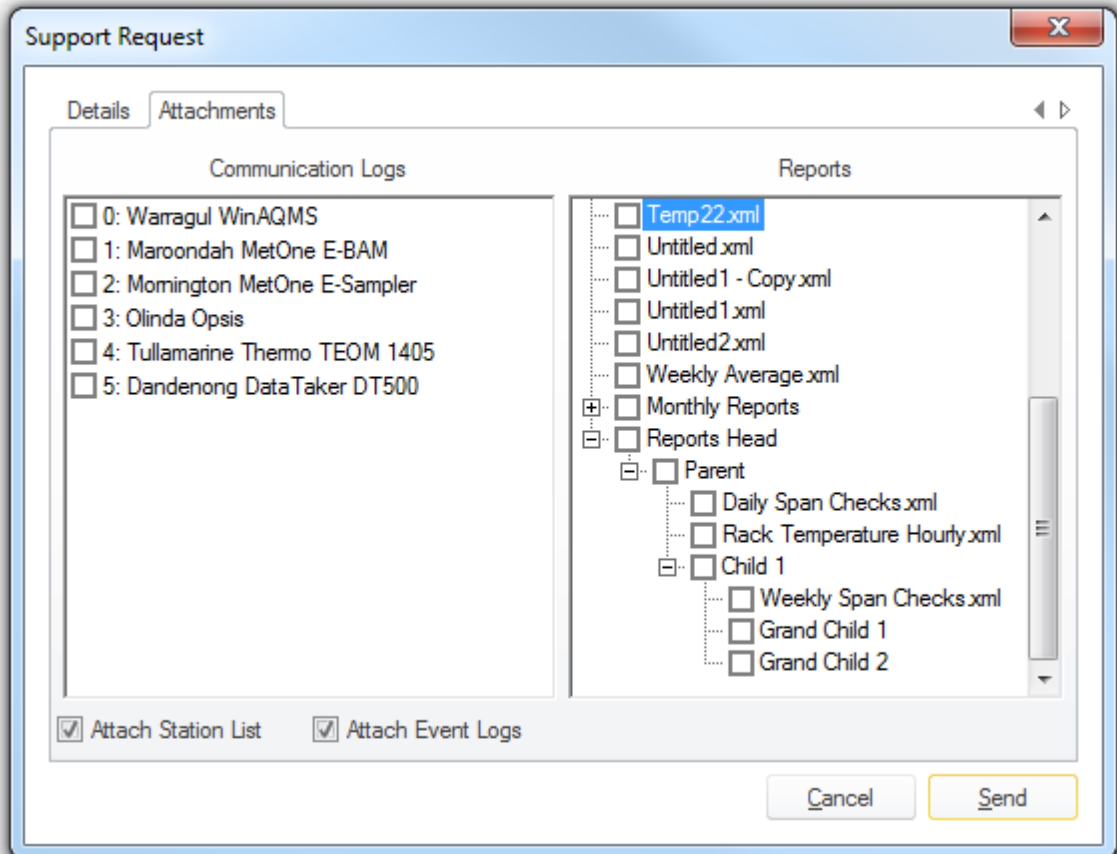 Support Request
Details
Attachments
Communication Logs
0: Warragul WinAQMS
1: Maroondah MetOne E-BAM
2: Mornington MetOne E-Sampler
3: Olinda Opsis
4: Tullamarine Thermo TEOM 1405
5: Dandenong DataTaker DT500
Reports
Temp22.xml
Untitled.xml
Untitled1 - Copy.xml
Untitled1.xml
Untitled2.xml
Weekly Average.xml
Monthly Reports
Reports Head
Parent
Daily Span Checks.xml
Rack Temperature Hourly.xml
Child 1
Weekly Span Checks.xml
Grand Child 1
Grand Child 2
Attach Station List
Attach Event Logs
Cancel
Send